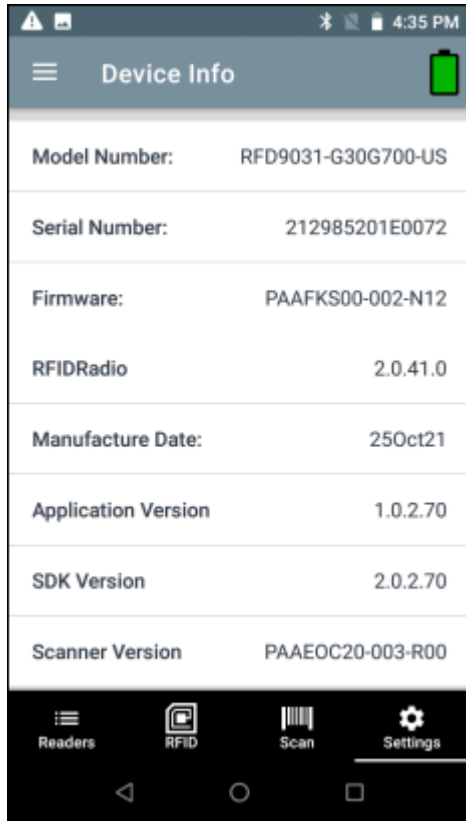 4:35 PM
Device Info
Model Number: RFD9031-G30G700-US
Serial Number: 212985201E0072
Firmware: PAAFKS00-002-N12
RFIDRadio 2.0.41.0
Manufacture Date: 25Oct21
Application Version 1.0.2.70
SDK Version 2.0.2.70
Scanner Version PAAEOC20-003-R00
Readers RFID Scan Settings